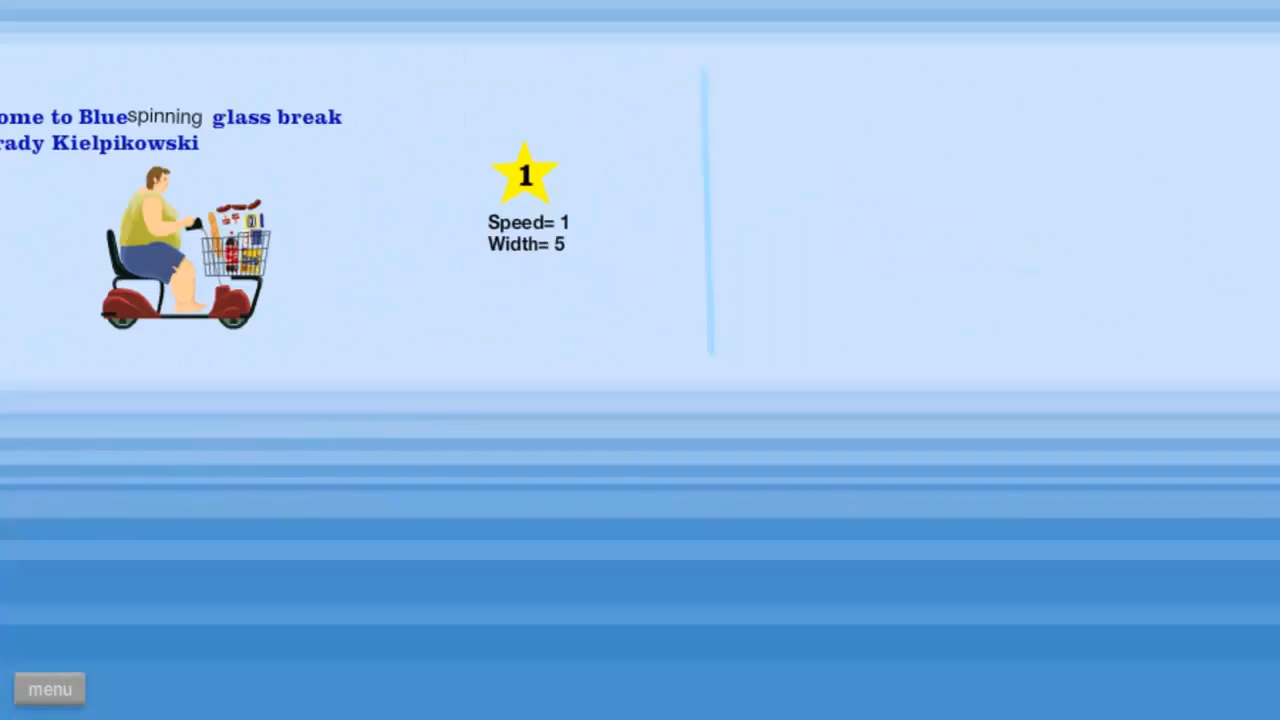 ome to Bluespinning glass break
rady Kielpikowski
1
Speed= 1
Width= 5
menu